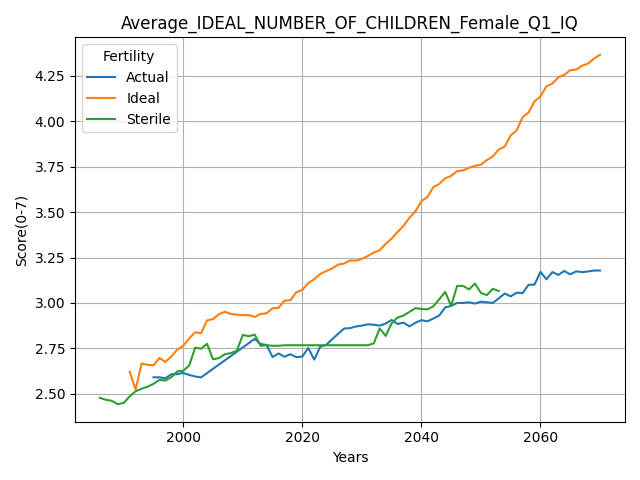 Average_IDEAL_NUMBER_OF_CHILDREN_Female_Q1_IQ
Fertility
Actual
Ideal
Sterile
Score(0-7)
4.25
4.00
3.75
3.50
3.25
3.00
2.75
2.50
2000
2020
2040
2060
Years